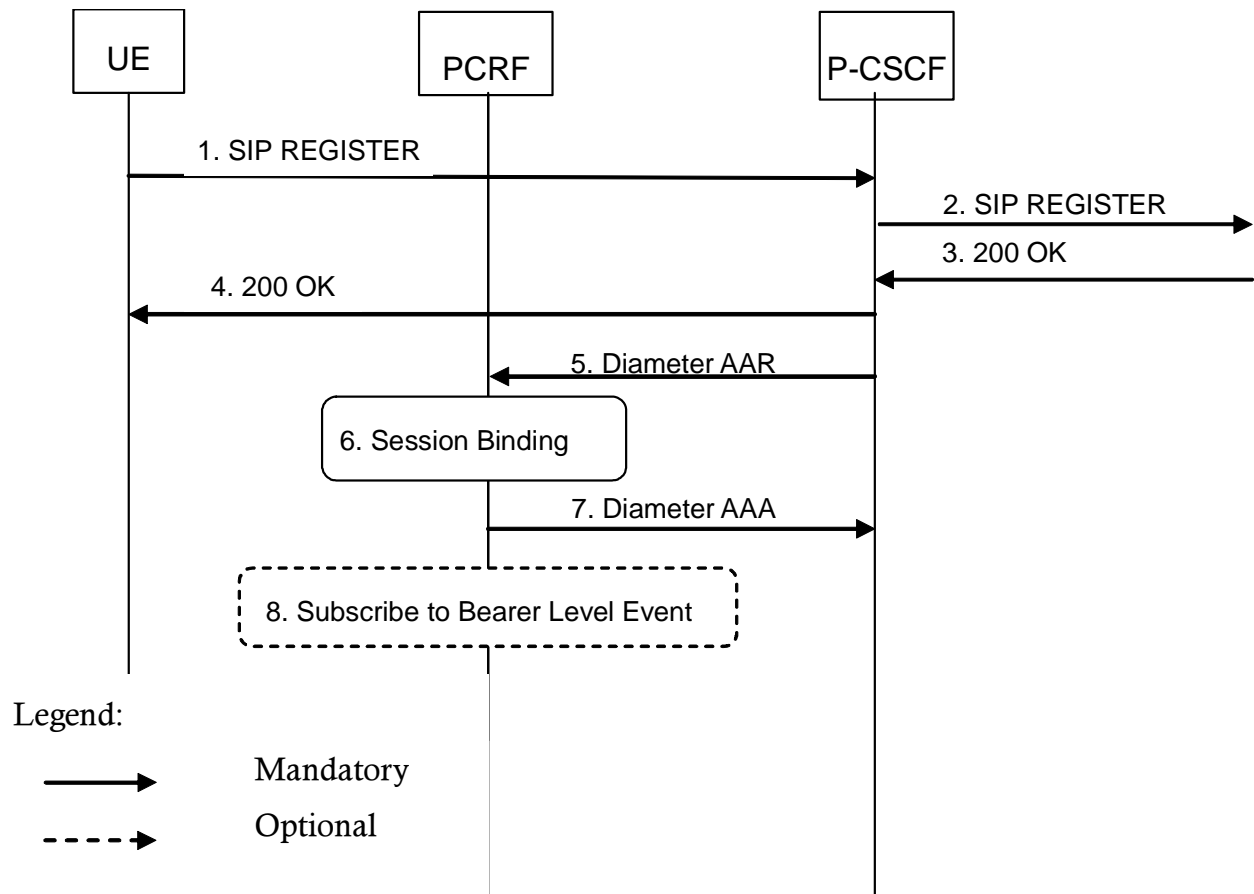 UE
PCRF
P-CSCF
1. SIP REGISTER
2. SIP REGISTER
3. 200 OK
4. 200 OK
5. Diameter AAR
6. Session Binding
7. Diameter AAA
8. Subscribe to Bearer Level Event
Legend:
Mandatory
Optional